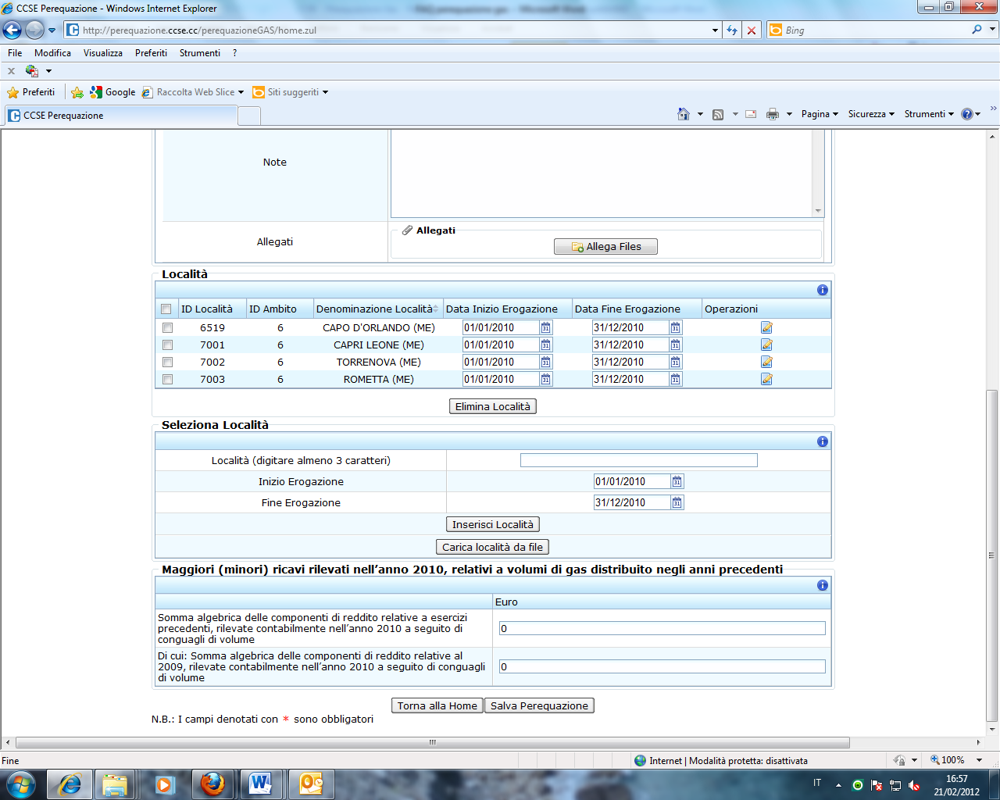 CCSE Perequazione - Windows Internet Explorer
http://perequazione.ccse.cc/perequazioneGAS/home.zul
Bing
File Modifica Visualizza Preferiti Strumenti ?
Preferiti Google Raccolta Web Slice Siti suggeriti
CCSE Perequazione
Pagina Sicurezza Strumenti
Note
Allegati
Allegati
Allega Files
Località
ID Località ID Ambito Denominazione Località Data Inizio Erogazione Data Fine Erogazione Operazioni
6519 6 CAPO D'ORLANDO (ME) 01/01/2010 31/12/2010
7001 6 CAPRI LEONE (ME) 01/01/2010 31/12/2010
7002 6 TORRENOVA (ME) 01/01/2010 31/12/2010
7003 6 ROMETTA (ME) 01/01/2010 31/12/2010
Elimina Località
Seleziona Località
Località (digitare almeno 3 caratteri)
Inizio Erogazione 01/01/2010
Fine Erogazione 31/12/2010
Inserisci Località
Carica località da file
Maggiori (minori) ricavi rilevati nell’anno 2010, relativi a volumi di gas distribuito negli anni precedenti
Euro
Somma algebrica delle componenti di reddito relative a esercizi
precedenti, rilevate contabilmente nell’anno 2010 a seguito di
conguagli di volume
0
Di cui: Somma algebrica delle componenti di reddito relative al
2009, rilevate contabilmente nell’anno 2010 a seguito di conguagli
di volume
0
Torna alla Home Salva Perequazione
N.B.: I campi denotati con * sono obbligatori
Fine Internet | Modalità protetta: disattivata 100%
IT 16:57
21/02/2012